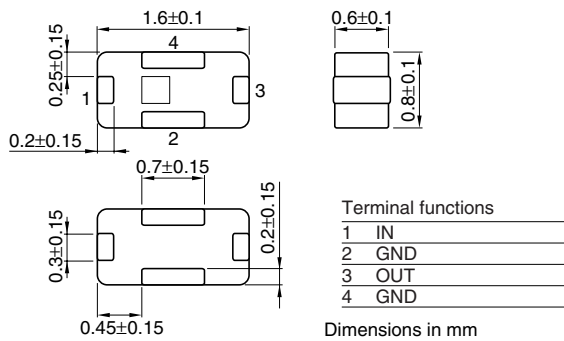 1.6±0.1
0.6±0.1
4
0.25±0.15
1
3
0.8±0.1
2
0.2±0.15
0.7±0.15
0.3±0.15
0.2±0.15
0.45±0.15
Terminal functions
1 IN
2 GND
3 OUT
4 GND
Dimensions in mm